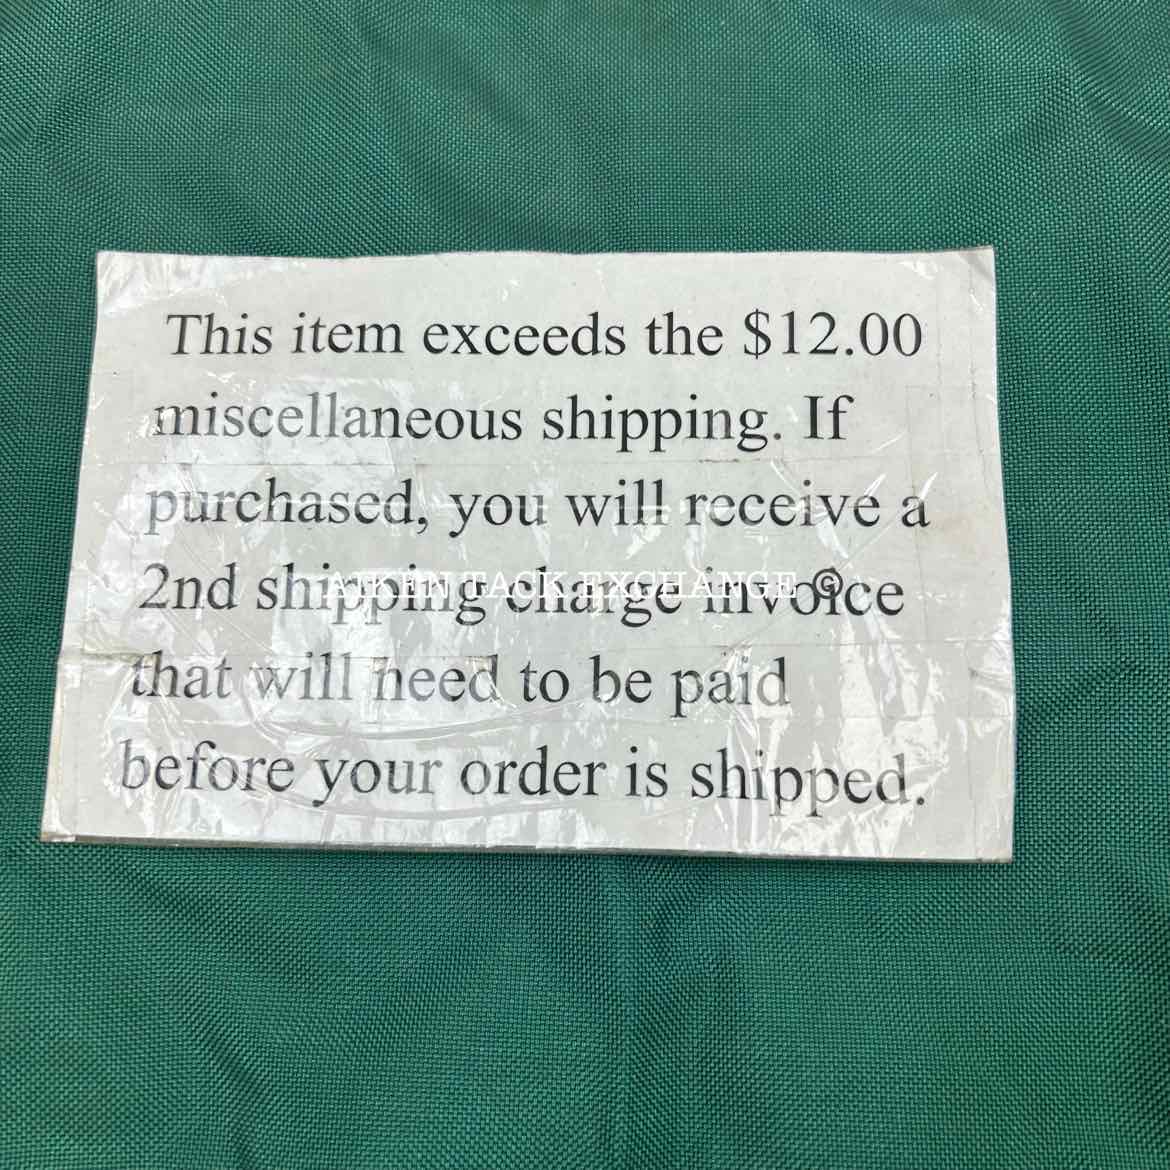 This item exceeds the $12.00
miscellaneous shipping. If
purchased, you will receive a
2nd shipping charge invoice
AIKEN TACK EXCHANGE ©
that will need to be paid
before your order is shipped.